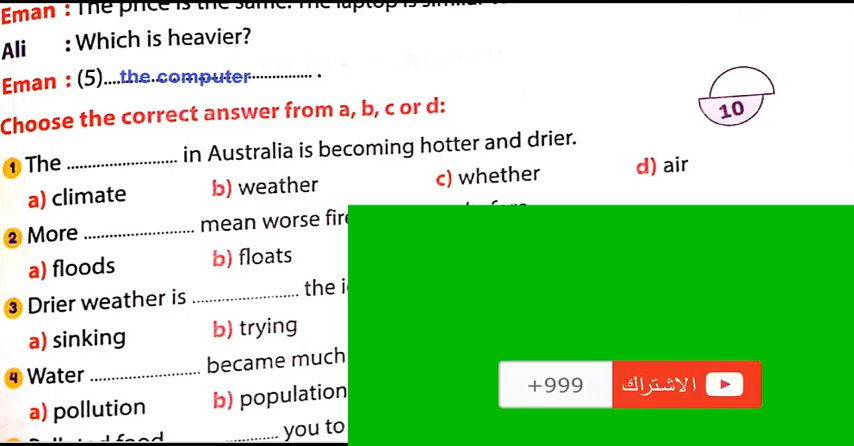 Eman : The price is the same. The laptop is
Ali : Which is heavier?
Eman : (5)....the computer................ .
Choose the correct answer from a, b, c or d:
10
1 The .......................... in Australia is becoming hotter and drier.
a) climate b) weather c) whether d) air
2 More .......................... mean worse
a) floods b) floats
3 Drier weather is .......................... the
a) sinking b) trying
4 Water .......................... became much
a) pollution b) population
+999 الاشتراك
.............. you to